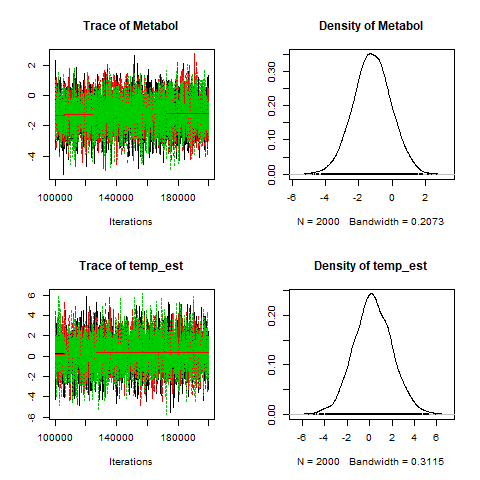 Trace of Metabol
2
0
-2
-4
100000 140000 180000
Iterations
Density of Metabol
0.30
0.20
0.10
0.00
-6 -4 -2 0 2
N = 2000 Bandwidth = 0.2073
Trace of temp_est
6
4
2
0
-2
-4
-6
100000 140000 180000
Iterations
Density of temp_est
0.20
0.10
0.00
-6 -4 -2 0 2 4 6
N = 2000 Bandwidth = 0.3115